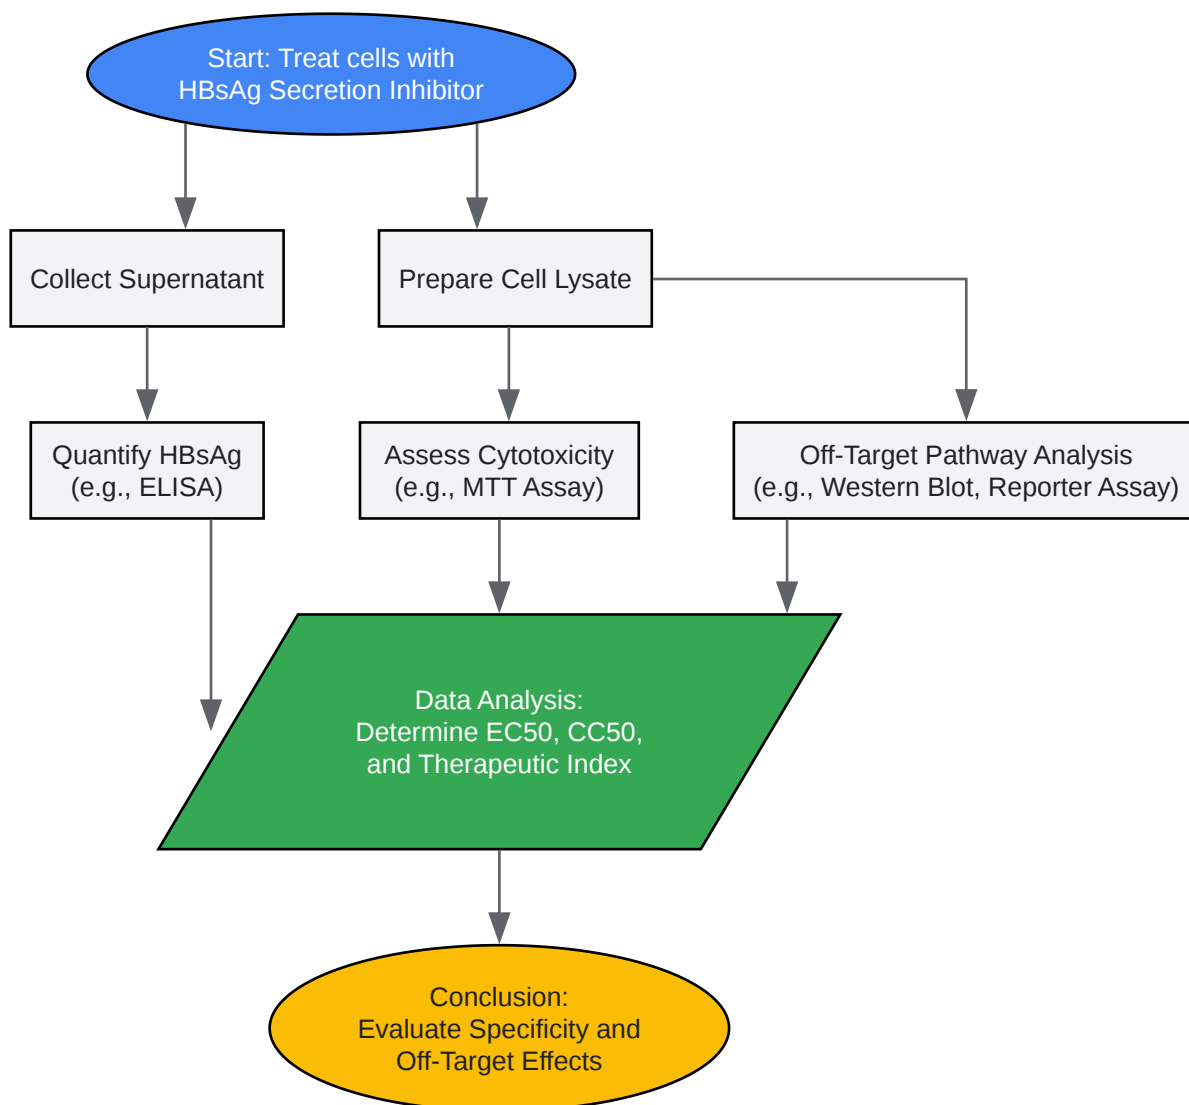 Start: Treat cells with
HBsAg Secretion Inhibitor
Collect Supernatant
Prepare Cell Lysate
Quantify HBsAg
(e.g., ELISA)
Assess Cytotoxicity
(e.g., MTT Assay)
Off-Target Pathway Analysis
(e.g., Western Blot, Reporter Assay)
Data Analysis:
Determine EC50, CC50,
and Therapeutic Index
Conclusion:
Evaluate Specificity and
Off-Target Effects